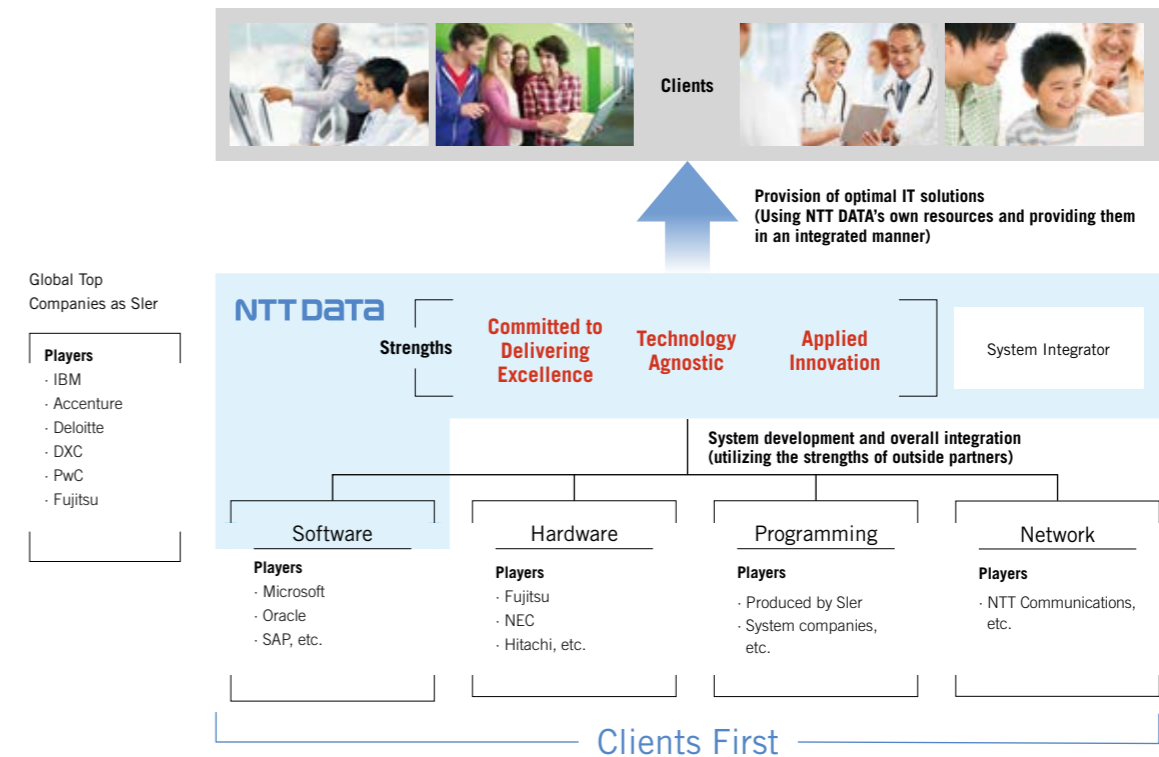 Clients
Provision of optimal IT solutions
(Using NTT DATA's own resources and providing them
in an integrated manner)
Global Top
Companies as SIer
Players
· IBM
· Accenture
· Deloitte
· DXC
· PwC
· Fujitsu
NTT DATA
Strengths
Committed to
Delivering
Excellence
Technology
Agnostic
Applied
Innovation
System Integrator
System development and overall integration
(utilizing the strengths of outside partners)
Software
Players
· Microsoft
· Oracle
· SAP, etc.
Hardware
Players
· Fujitsu
· NEC
· Hitachi, etc.
Programming
Players
· Produced by SIer
· System companies,
etc.
Network
Players
· NTT Communications,
etc.
Clients First